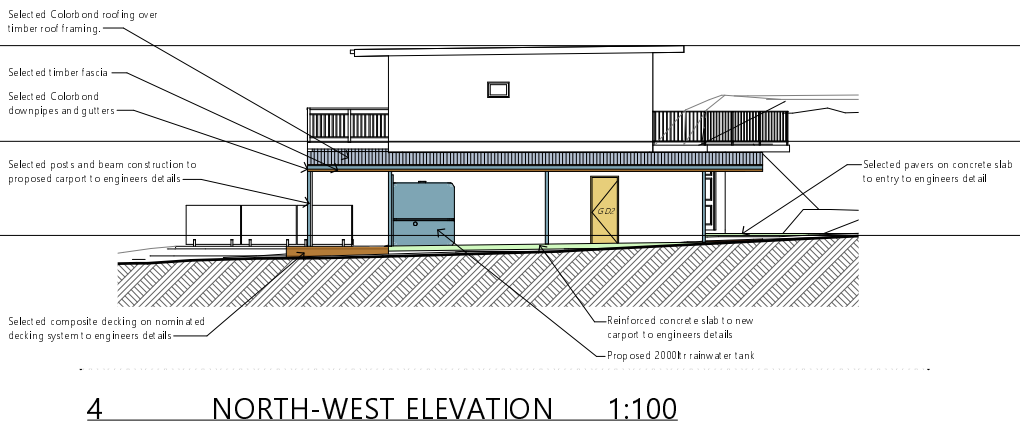 Selected Colorbond roofing over
timber roof framing.
Selected timber fascia
Selected Colorbond
downpipes and gutters
Selected posts and beam construction to
proposed carport to engineers details
Selected pavers on concrete slab
to entry to engineers detail
GD2
Selected composite decking on nominated
decking system to engineers details
Reinforced concrete slab to new
carport to engineers details
Proposed 2000ltr rainwater tank
4 NORTH-WEST ELEVATION 1:100